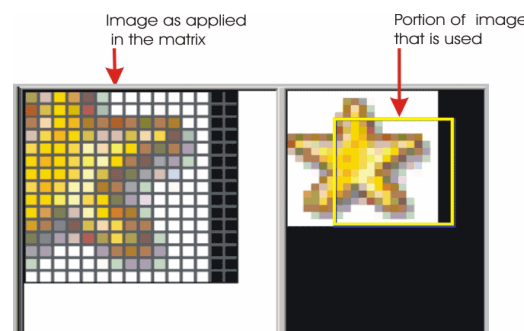 Image as applied
in the matrix
Portion of image
that is used